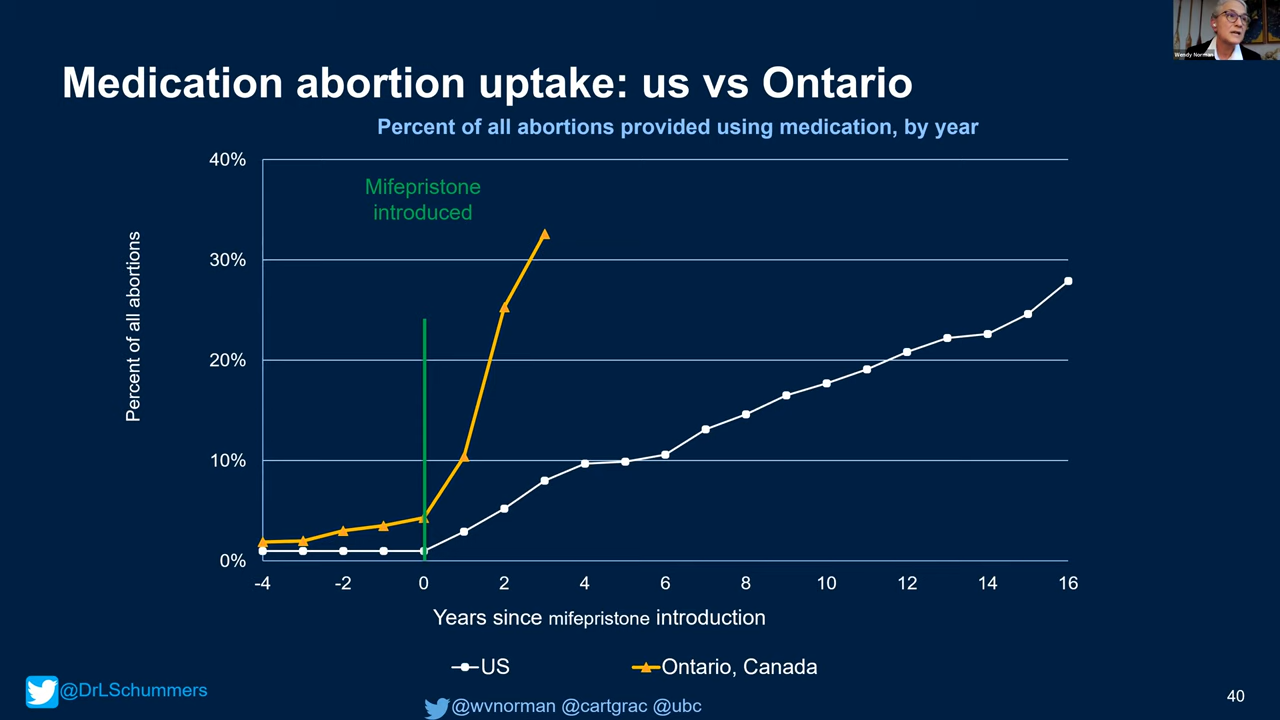 Wendy Norman
Medication abortion uptake: us vs Ontario
Percent of all abortions provided using medication, by year
Percent of all abortions
40%
30%
20%
10%
0%
Mifepristone
introduced
-4 -2 0 2 4 6 8 10 12 14 16
Years since mifepristone introduction
US Ontario, Canada
@DrLSchummers
@wvnorman @cartgrac @ubc
40